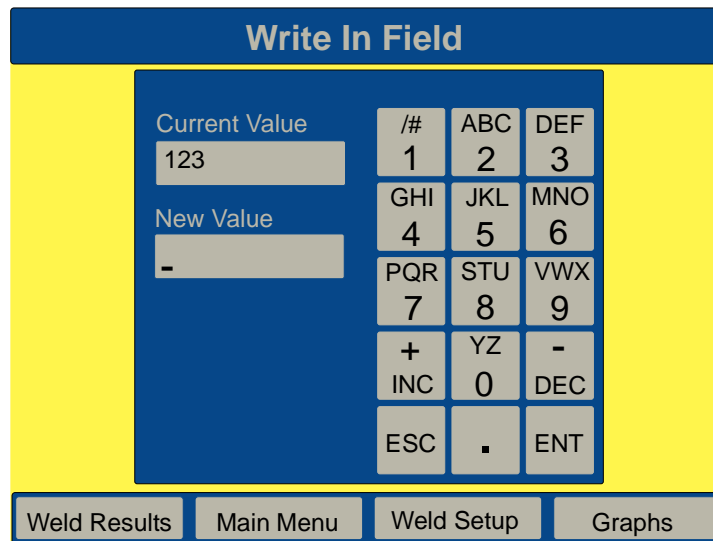 Write In Field
Current Value
123
New Value
-
/# ABC DEF
1 2 3
GHI JKL MNO
4 5 6
PQR STU VWX
7 8 9
+ YZ -
INC 0 DEC
ESC . ENT
Weld Results Main Menu Weld Setup Graphs